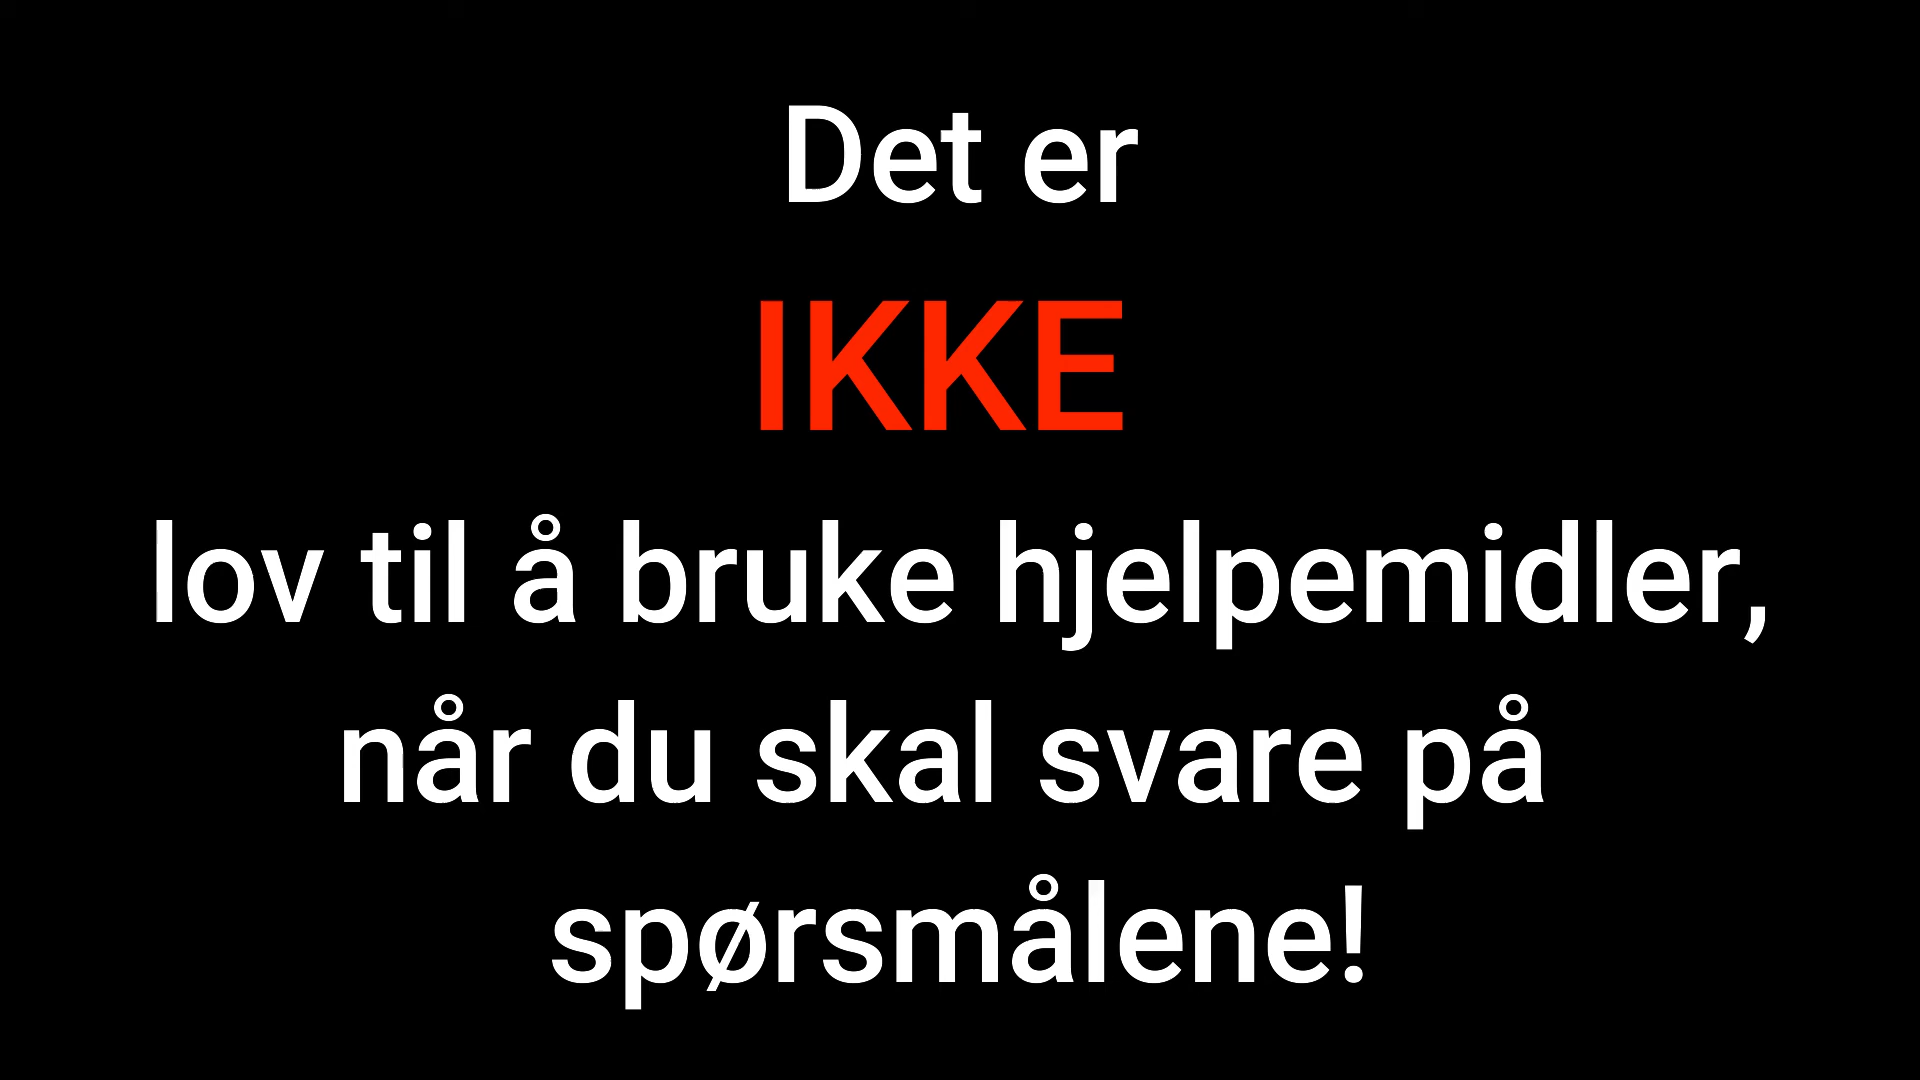 Det er
IKKE
lov til å bruke hjelpemidler,
når du skal svare på
spørsmålene!